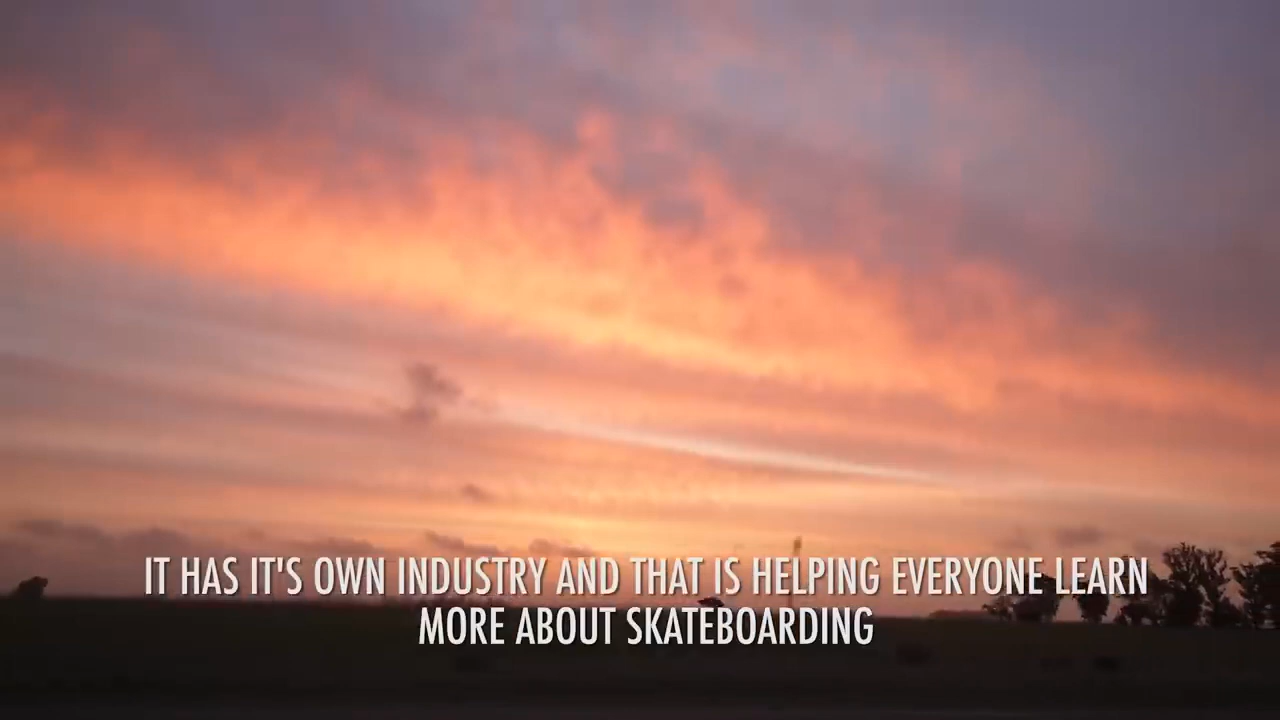 IT HAS IT'S OWN INDUSTRY AND THAT IS HELPING EVERYONE LEARN
MORE ABOUT SKATEBOARDING